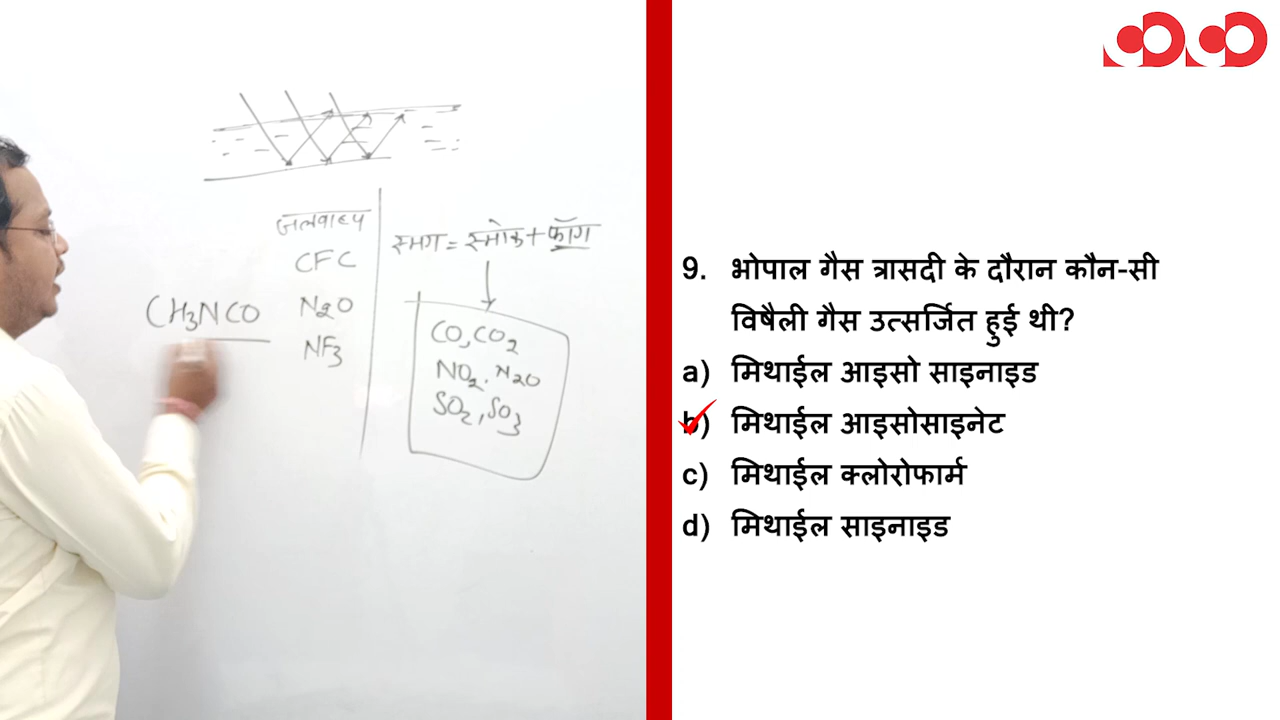 जलवाष्प
CFC
N2O
NF3
CH3NCO
स्मग = स्मोक + फॉग
CO, CO2
NO2, N2O
SO2, SO3
9. भोपाल गैस त्रासदी के दौरान कौन-सी
विषैली गैस उत्सर्जित हुई थी?
a) मिथाईल आइसो साइनाइड
b) मिथाईल आइसोसाइनेट
c) मिथाईल क्लोरोफार्म
d) मिथाईल साइनाइड